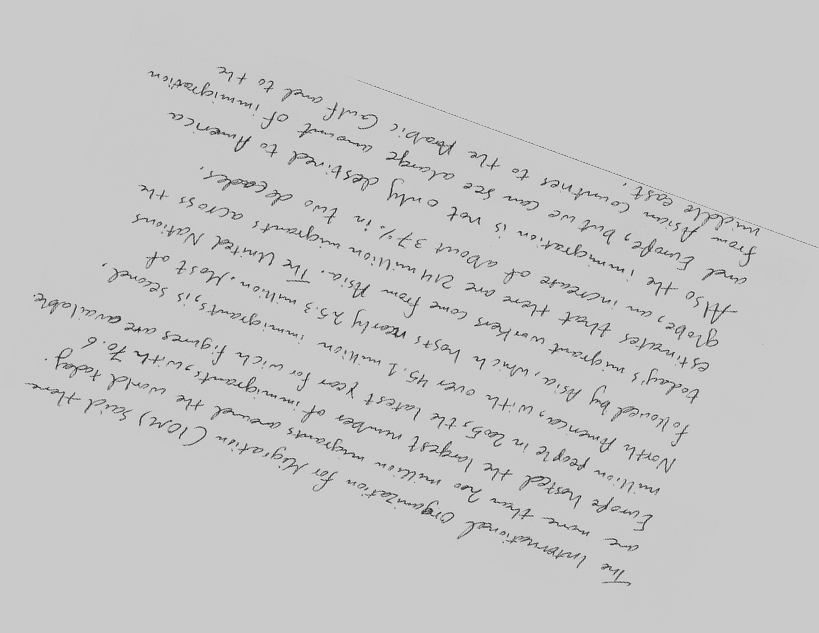 The International Organization for Migration (IOM) said there
are more then 200 million migrants around the world today.
Europe hosted the largest number of immigrants, with 70.6
million people in 2005, the latest year for wich figures are available
North America, with over 45.1 million immigrants, is second.
followed by Asia, which hosts nearly 25.3 million. Most of
today's migrant workers come from Asia. The United Nations
estimates that there are 214 million migrants across the
globe, an increase of about 37% in two decades.
Also the immigration is not only destined to America
and Europe, but we can see alarge amount of immigration
from Asian countries to the Arabic Gulf and to the
middle east.